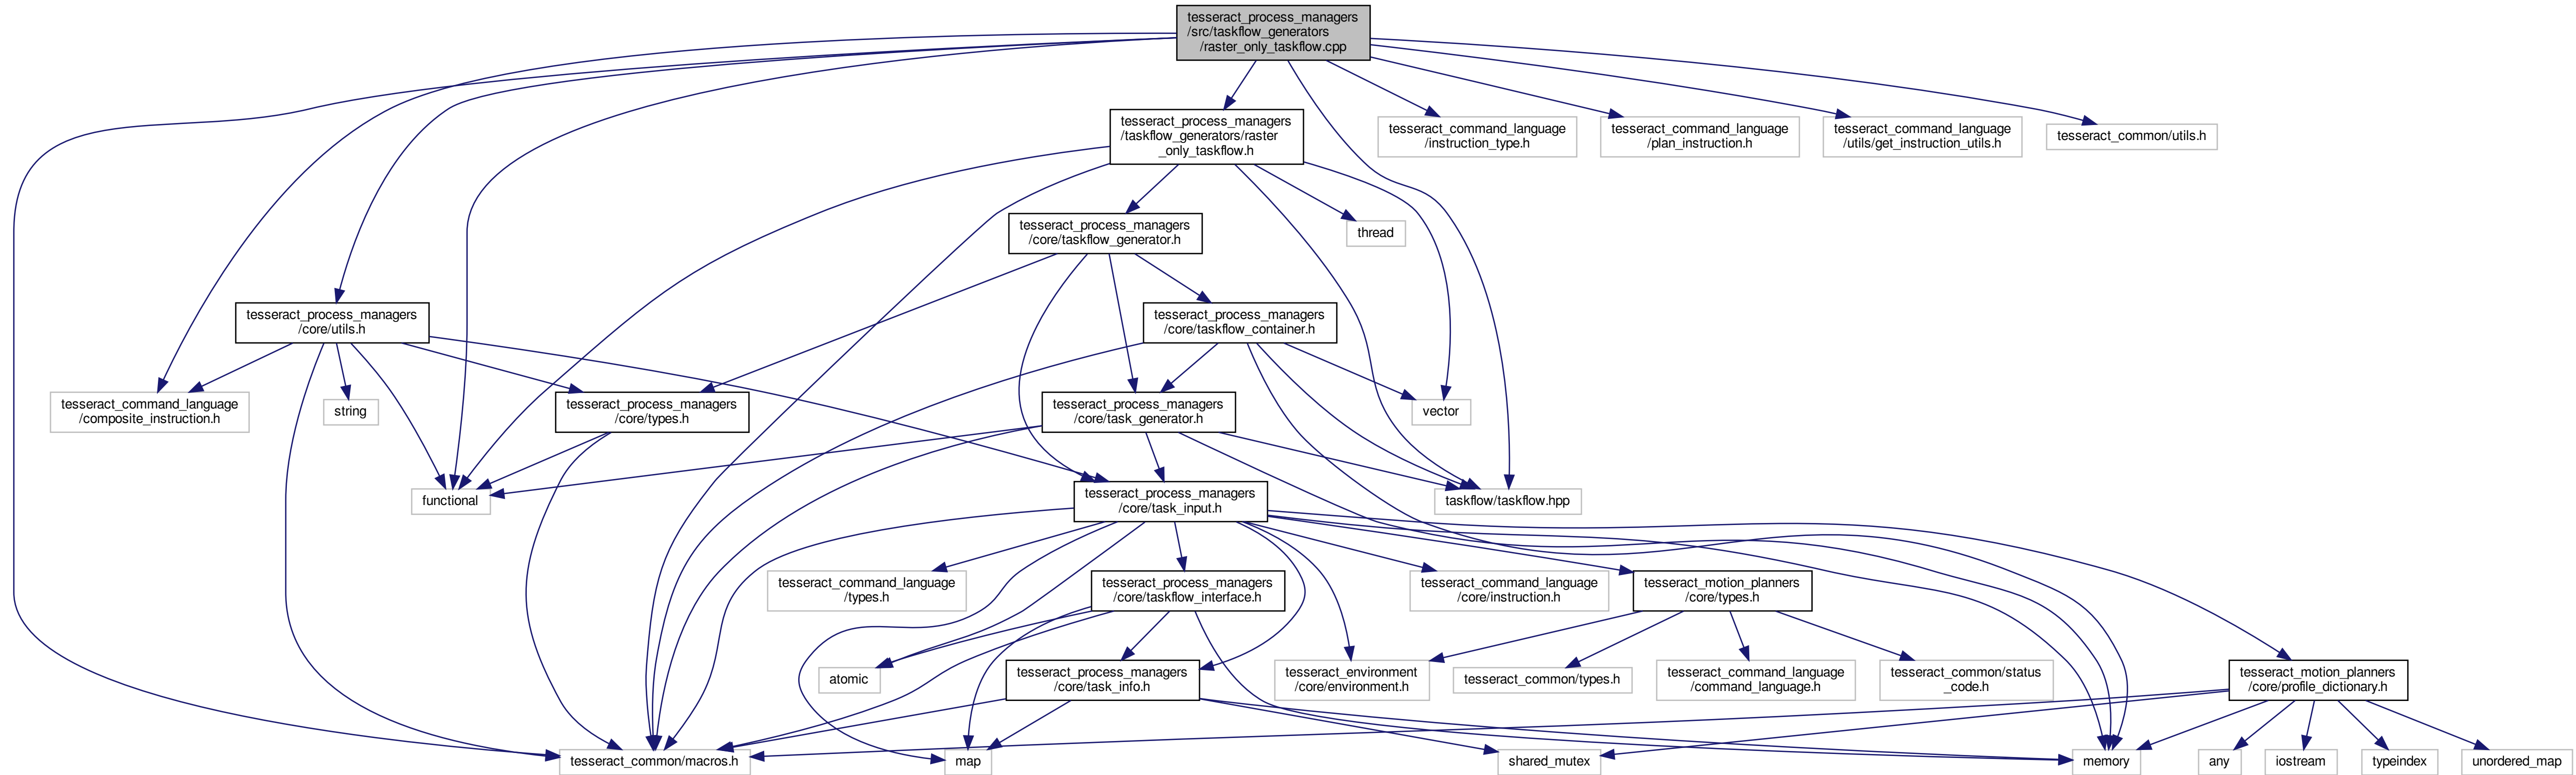 tesseract_process_managers
/src/taskflow_generators
/raster_only_taskflow.cpp
tesseract_process_managers
/taskflow_generators/raster
_only_taskflow.h
tesseract_command_language
/instruction_type.h
tesseract_command_language
/plan_instruction.h
tesseract_command_language
/utils/get_instruction_utils.h
tesseract_common/utils.h
tesseract_process_managers
/core/taskflow_generator.h
thread
tesseract_process_managers
/core/utils.h
tesseract_process_managers
/core/taskflow_container.h
tesseract_command_language
/composite_instruction.h
string
tesseract_process_managers
/core/types.h
tesseract_process_managers
/core/task_generator.h
vector
functional
tesseract_process_managers
/core/task_input.h
taskflow/taskflow.hpp
tesseract_command_language
/types.h
tesseract_process_managers
/core/taskflow_interface.h
tesseract_command_language
/core/instruction.h
tesseract_motion_planners
/core/types.h
atomic
tesseract_process_managers
/core/task_info.h
tesseract_environment
/core/environment.h
tesseract_common/types.h
tesseract_command_language
/command_language.h
tesseract_common/status
_code.h
tesseract_motion_planners
/core/profile_dictionary.h
tesseract_common/macros.h
map
shared_mutex
memory
any
iostream
typeindex
unordered_map